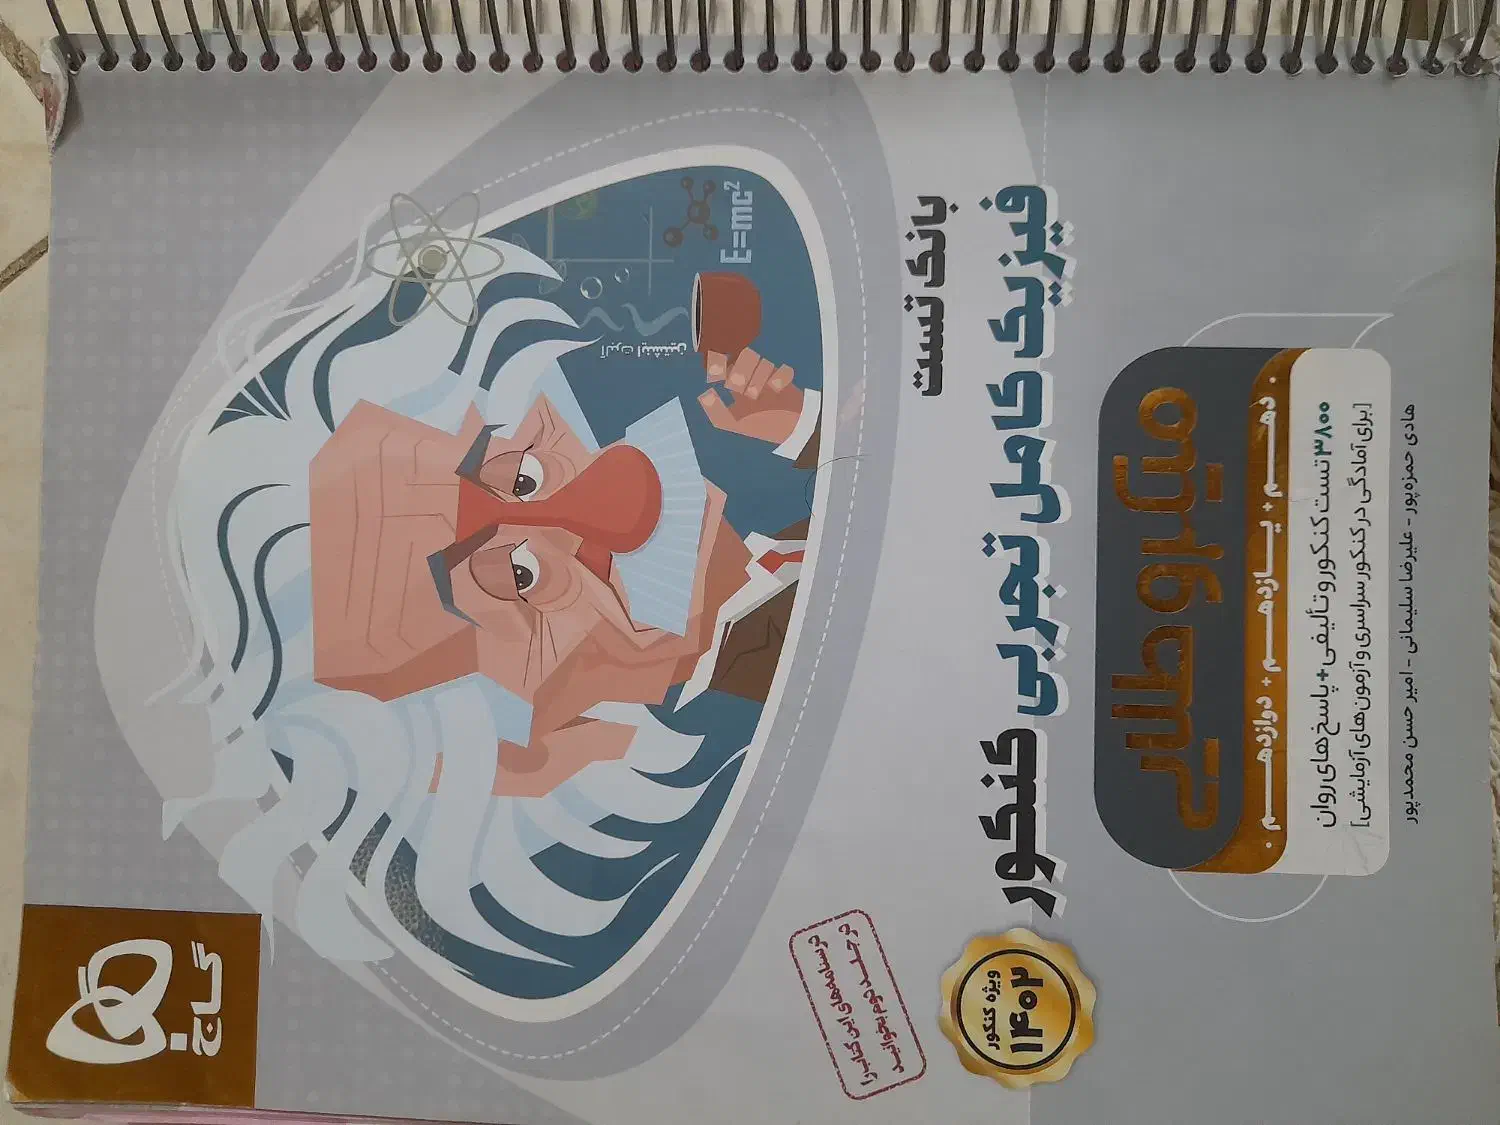 گاج
E=mc²
آلبرت اینشتین
بانک تست
فیزیک کامل تجربی کنکور
ویژه کنکور
۱۴۰۲
درسنامه‌های این کتاب را
در جلد دوم بخوانید
میکرو طلایی
دهم + یازدهم + دوازدهم
۳۸۰۰ تست کنکور و تألیفی + پاسخ‌های روان
[برای آمادگی در کنکور سراسری و آزمون‌های آزمایشی]
هادی حمزه‌پور - علیرضا سلیمانی - امیر حسن محمدپور